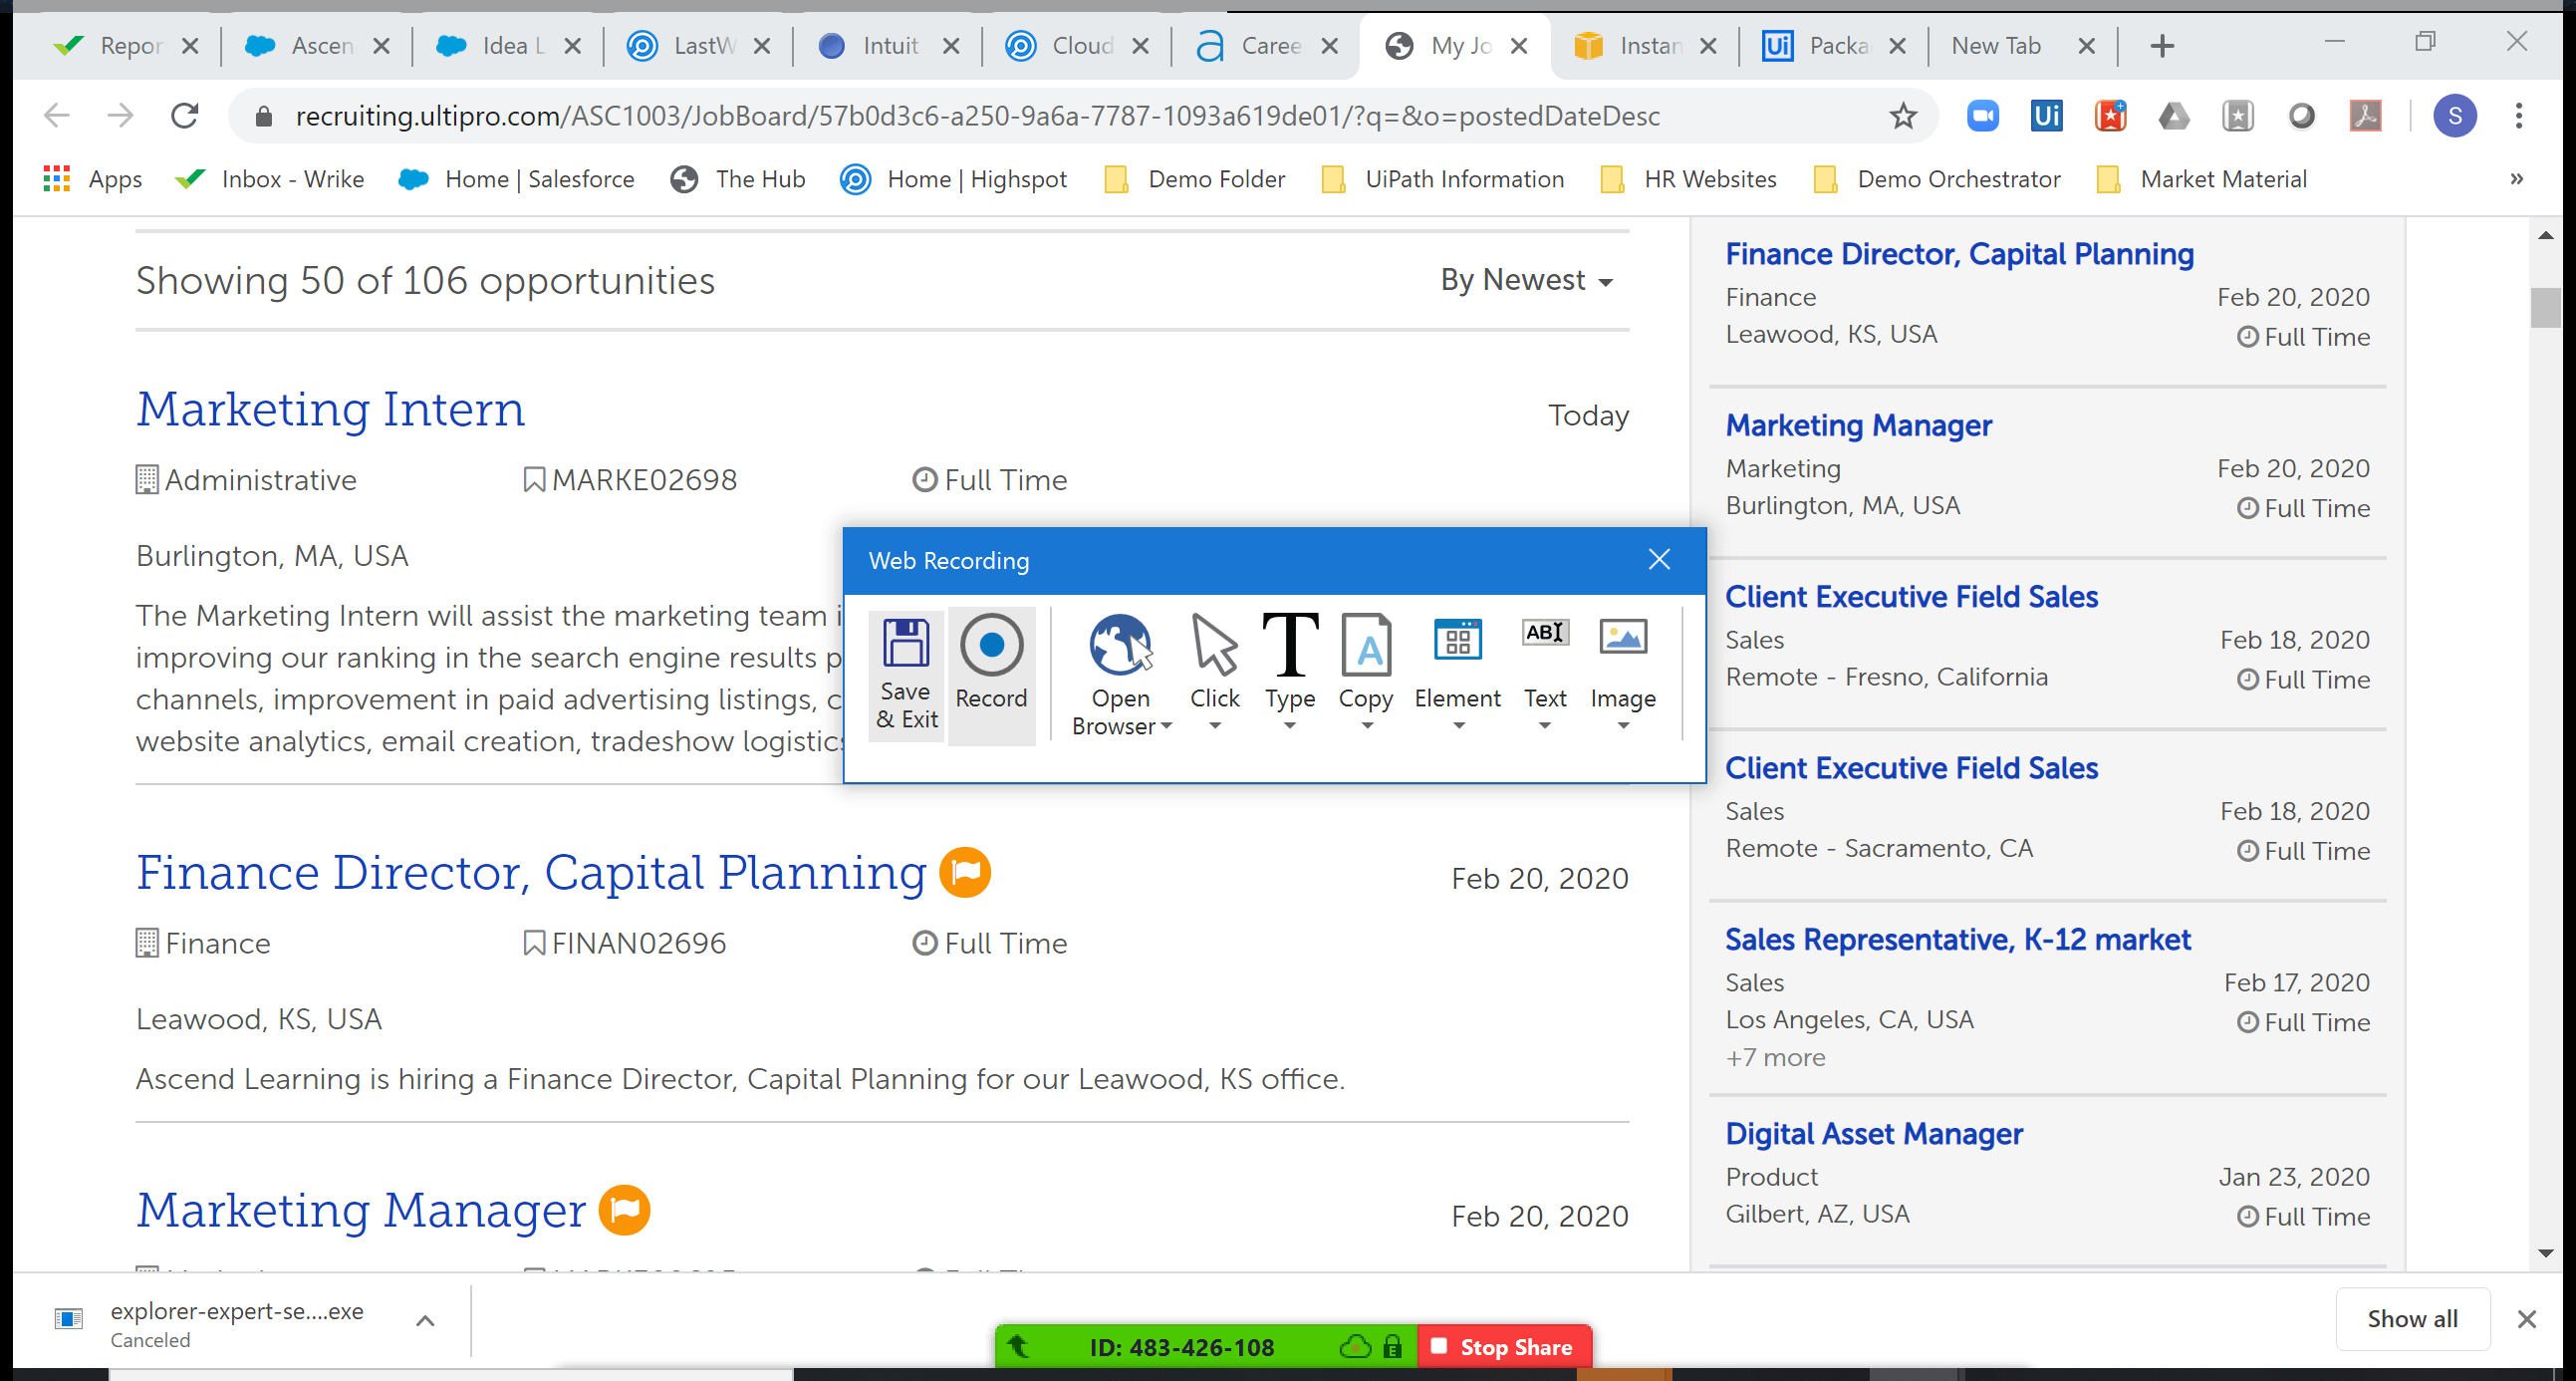 Repor
Ascen
Idea L
LastW
Intuit
Cloud
Caree
My Jo
Instan
Ui
Packa
New Tab
recruiting.ultipro.com/ASC1003/JobBoard/57b0d3c6-a250-9a6a-7787-1093a619de01/?q=&o=postedDateDesc
Ui
S
Apps
Inbox - Wrike
Home | Salesforce
The Hub
Home | Highspot
Demo Folder
UiPath Information
HR Websites
Demo Orchestrator
Market Material
»
Showing 50 of 106 opportunities
By Newest
Marketing Intern
Today
Administrative
MARKE02698
Full Time
Burlington, MA, USA
The Marketing Intern will assist the marketing team i
improving our ranking in the search engine results p
channels, improvement in paid advertising listings, c
website analytics, email creation, tradeshow logistics
Finance Director, Capital Planning
Feb 20, 2020
Finance
FINAN02696
Full Time
Leawood, KS, USA
Ascend Learning is hiring a Finance Director, Capital Planning for our Leawood, KS office.
Marketing Manager
Feb 20, 2020
Web Recording
Save
& Exit
Record
Open
Browser
Click
T
Type
A
Copy
Element
ABI
Text
Image
Finance Director, Capital Planning
Finance
Feb 20, 2020
Leawood, KS, USA
Full Time
Marketing Manager
Marketing
Feb 20, 2020
Burlington, MA, USA
Full Time
Client Executive Field Sales
Sales
Feb 18, 2020
Remote - Fresno, California
Full Time
Client Executive Field Sales
Sales
Feb 18, 2020
Remote - Sacramento, CA
Full Time
Sales Representative, K-12 market
Sales
Feb 17, 2020
Los Angeles, CA, USA
Full Time
+7 more
Digital Asset Manager
Product
Jan 23, 2020
Gilbert, AZ, USA
Full Time
explorer-expert-se....exe
Canceled
ID: 483-426-108
E
Stop Share
Show all